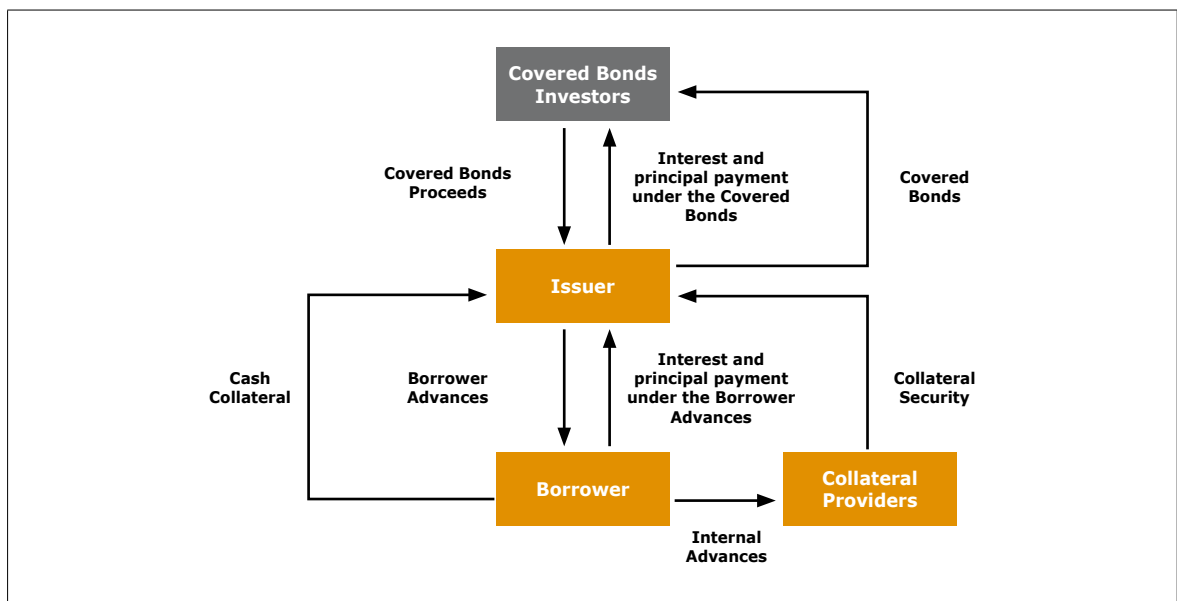 Covered Bonds
Investors
Covered Bonds
Proceeds
Interest and
principal payment
under the Covered
Bonds
Covered
Bonds
Issuer
Cash
Collateral
Borrower
Advances
Interest and
principal payment
under the Borrower
Advances
Collateral
Security
Borrower
Collateral
Providers
Internal
Advances